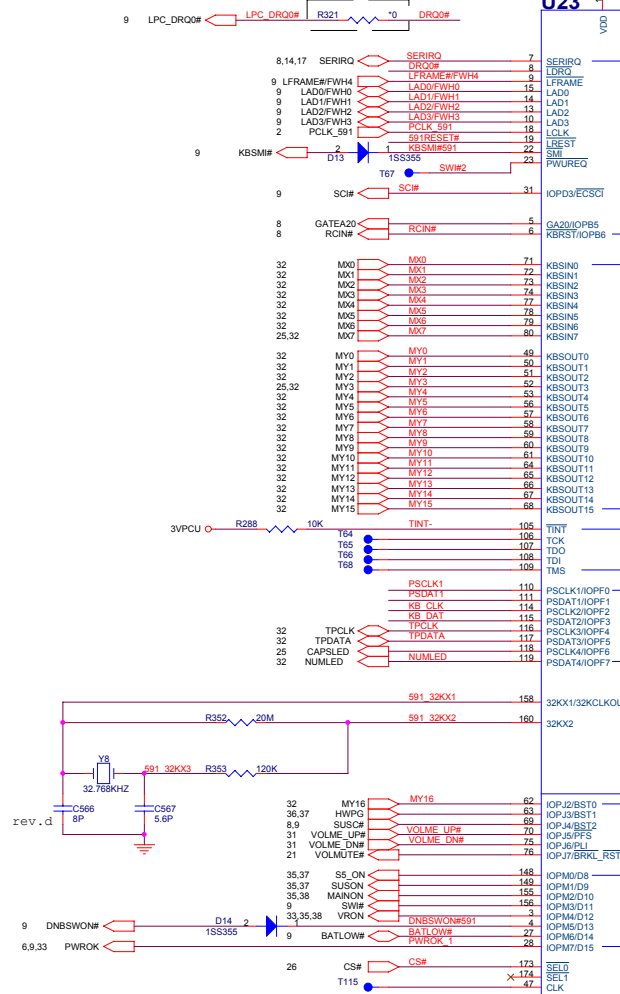 U23
9 LPC_DRQ0# LPC_DRQ0# R321 *0 DRQ0# VDD
8,14,17 SERIRQ SERIRQ 7 SERIRQ
DRQ0# 8 LDRQ
9 LFRAME#/FWH4 LFRAME#/FWH4 9 LFRAME
9 LAD0/FWH0 LAD0/FWH0 15 LAD0
9 LAD1/FWH1 LAD1/FWH1 14 LAD1
9 LAD2/FWH2 LAD2/FWH2 13 LAD2
9 LAD3/FWH3 LAD3/FWH3 10 LAD3
2 PCLK_591 PCLK_591 18 LCLK
591RESET# 19 LREST
9 KBSMI# 2 D13 1 1SS355 KBSMI#591 22 SMI
T67 SWI#2 23 PWUREQ
9 SCI# SCI# 31 IOPD3/ECSCI
8 GATEA20 5 GA20/IOPB5
8 RCIN# RCIN# 6 KBRST/IOPB6
32 MX0 MX0 71 KBSIN0
32 MX1 MX1 72 KBSIN1
32 MX2 MX2 73 KBSIN2
32 MX3 MX3 74 KBSIN3
32 MX4 MX4 77 KBSIN4
32 MX5 MX5 78 KBSIN5
32 MX6 MX6 79 KBSIN6
25,32 MX7 MX7 80 KBSIN7
32 MY0 MY0 49 KBSOUT0
32 MY1 MY1 50 KBSOUT1
32 MY2 MY2 51 KBSOUT2
25,32 MY3 MY3 52 KBSOUT3
32 MY4 MY4 53 KBSOUT4
32 MY5 MY5 56 KBSOUT5
32 MY6 MY6 57 KBSOUT6
32 MY7 MY7 58 KBSOUT7
32 MY8 MY8 59 KBSOUT8
32 MY9 MY9 60 KBSOUT9
32 MY10 MY10 61 KBSOUT10
32 MY11 MY11 64 KBSOUT11
32 MY12 MY12 65 KBSOUT12
32 MY13 MY13 66 KBSOUT13
32 MY14 MY14 67 KBSOUT14
32 MY15 MY15 68 KBSOUT15
3VPCU R288 10K TINT- 105 TINT
T64 106 TCK
T65 107 TDO
T66 108 TDI
T68 109 TMS
PSCLK1 110 PSCLK1/IOPF0
PSDAT1 111 PSDAT1/IOPF1
KB_CLK 114 PSCLK2/IOPF2
KB_DAT 115 PSDAT2/IOPF3
32 TPCLK TPCLK 116 PSCLK3/IOPF4
32 TPDATA TPDATA 117 PSDAT3/IOPF5
25 CAPSLED 118 PSCLK4/IOPF6
32 NUMLED NUMLED 119 PSDAT4/IOPF7
591_32KX1 158 32KX1/32KCLKOU
R352 20M 591_32KX2 160 32KX2
Y8 591_32KX3 R353 120K
32.768KHZ
C566 C567
8P 5.6P
rev.d
32 MY16 MY16 62 IOPJ2/BST0
36,37 HWPG 63 IOPJ3/BST1
8,9 SUSC# 69 IOPJ4/BST2
31 VOLME_UP# VOLME_UP# 70 IOPJ5/PFS
31 VOLME_DN# VOLME_DN# 75 IOPJ6/PLI
21 VOLMUTE# 76 IOPJ7/BRKL_RST
35,37 S5_ON 148 IOPM0/D8
35,37 SUSON 149 IOPM1/D9
35,38 MAINON 155 IOPM2/D10
9 SWI# 156 IOPM3/D11
33,35,38 VRON 3 IOPM4/D12
9 DNBSWON# D14 2 1 1SS355 DNBSWON#591 4 IOPM5/D13
9 BATLOW# BATLOW# 27 IOPM6/D14
6,9,33 PWROK PWROK_1 28 IOPM7/D15
26 CS# CS# 173 SEL0
174 SEL1
T115 47 CLK